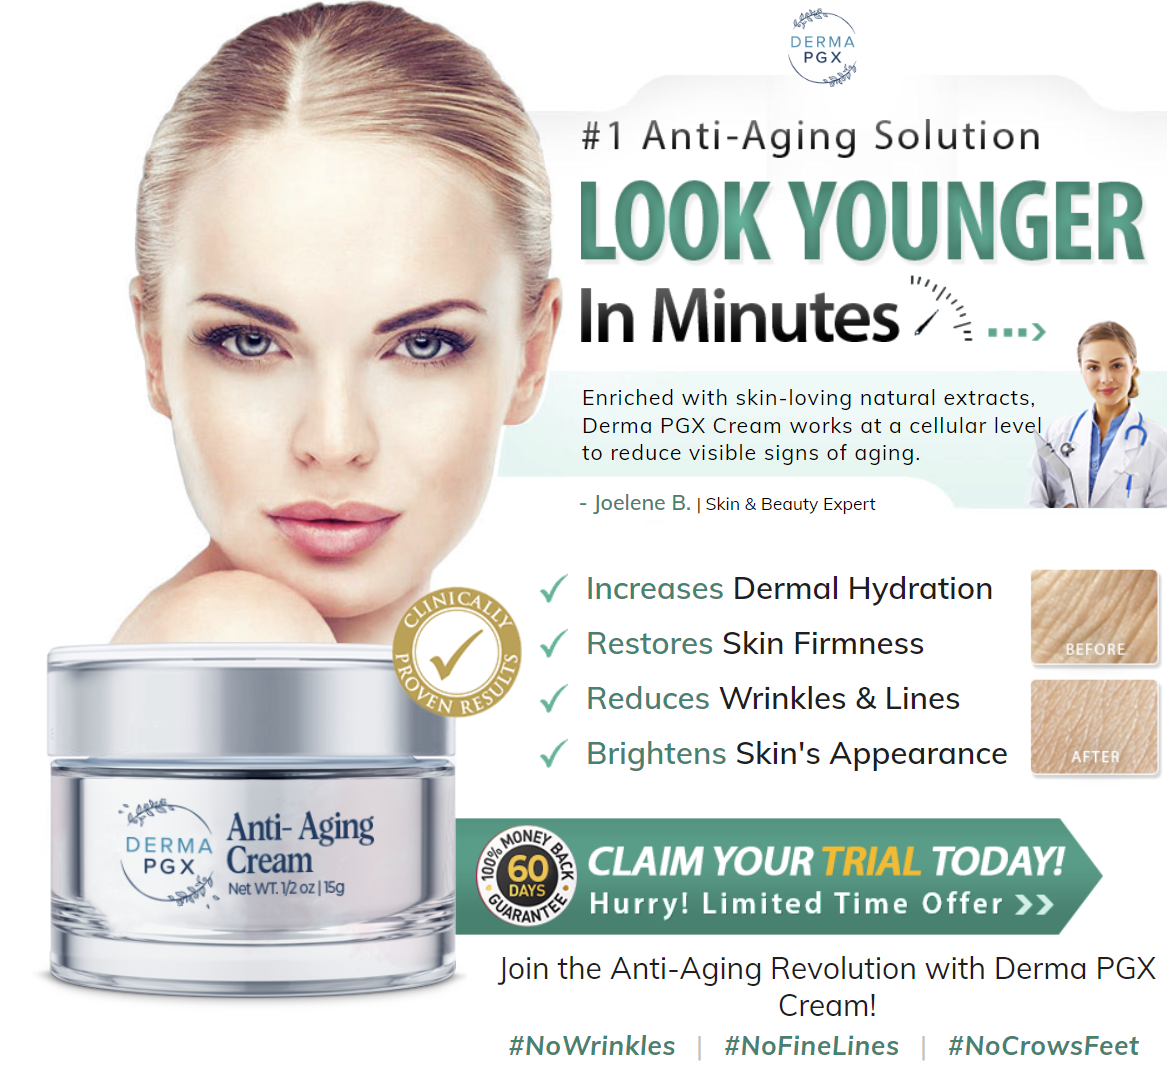 DERMA
PGX
#1 Anti-Aging Solution
LOOK YOUNGER
In Minutes
Enriched with skin-loving natural extracts,
Derma PGX Cream works at a cellular level
to reduce visible signs of aging.
- Joelene B. | Skin & Beauty Expert
CLINICALLY
PROVEN RESULTS
Increases Dermal Hydration
Restores Skin Firmness
Reduces Wrinkles & Lines
Brightens Skin's Appearance
BEFORE
AFTER
DERMA
PGX
Anti- Aging
Cream
Net WT. 1/2 oz | 15g
100% MONEY BACK
60
DAYS
GUARANTEE
CLAIM YOUR TRIAL TODAY!
Hurry! Limited Time Offer
Join the Anti-Aging Revolution with Derma PGX
Cream!
#NoWrinkles | #NoFineLines | #NoCrowsFeet